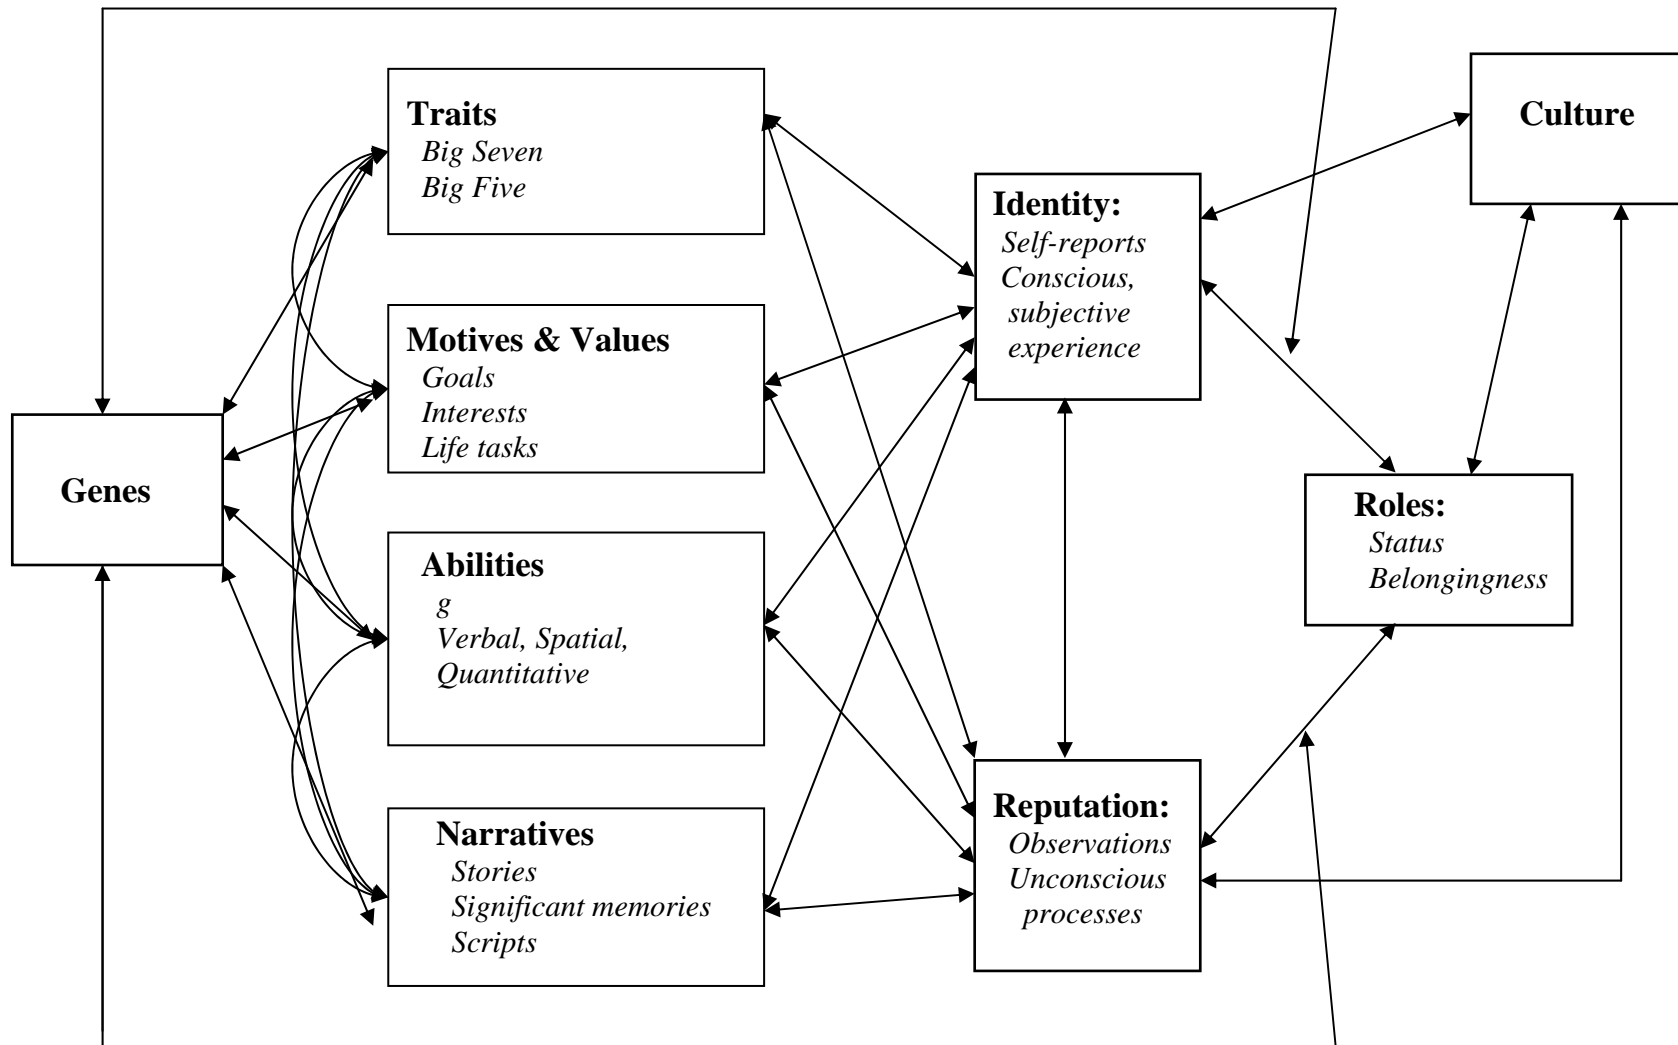 Genes
Traits
Big Seven
Big Five
Motives & Values
Goals
Interests
Life tasks
Abilities
g
Verbal, Spatial,
Quantitative
Narratives
Stories
Significant memories
Scripts
Identity:
Self-reports
Conscious,
subjective
experience
Reputation:
Observations
Unconscious
processes
Culture
Roles:
Status
Belongingness